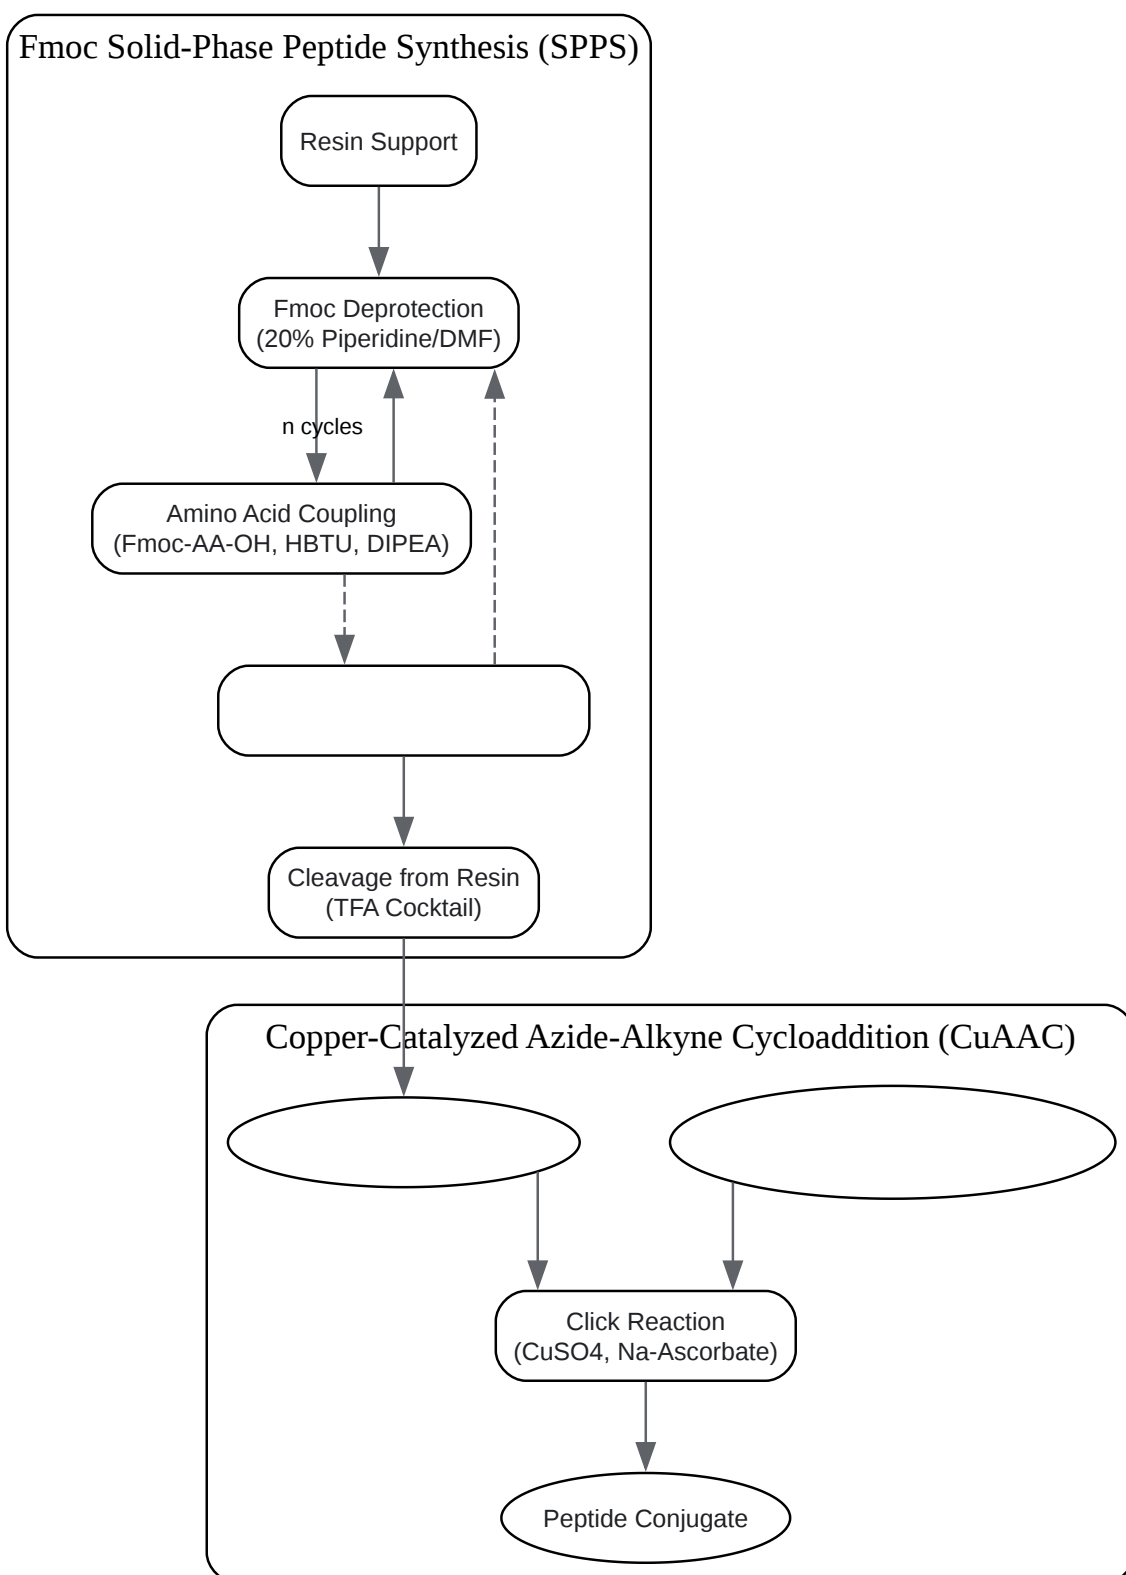 Fmoc Solid-Phase Peptide Synthesis (SPPS)
Resin Support
Fmoc Deprotection
(20% Piperidine/DMF)
n cycles
Amino Acid Coupling
(Fmoc-AA-OH, HBTU, DIPEA)
Cleavage from Resin
(TFA Cocktail)
Copper-Catalyzed Azide-Alkyne Cycloaddition (CuAAC)
Click Reaction
(CuSO4, Na-Ascorbate)
Peptide Conjugate